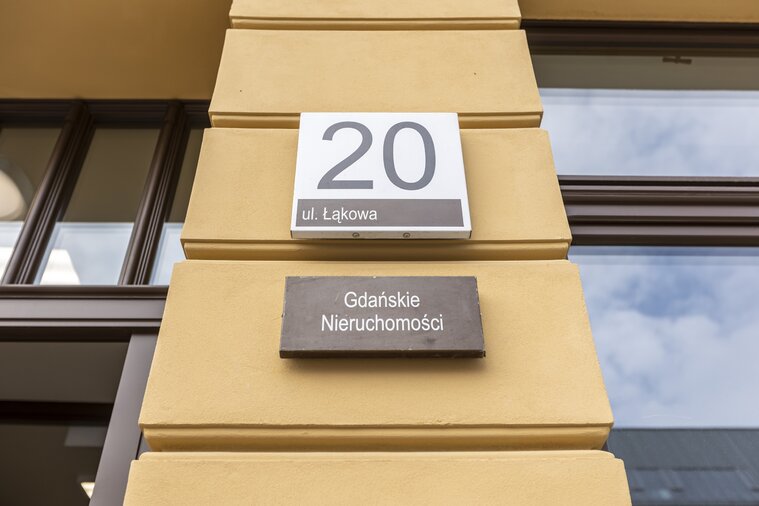 20
ul. Łąkowa
Gdańskie
Nieruchomości